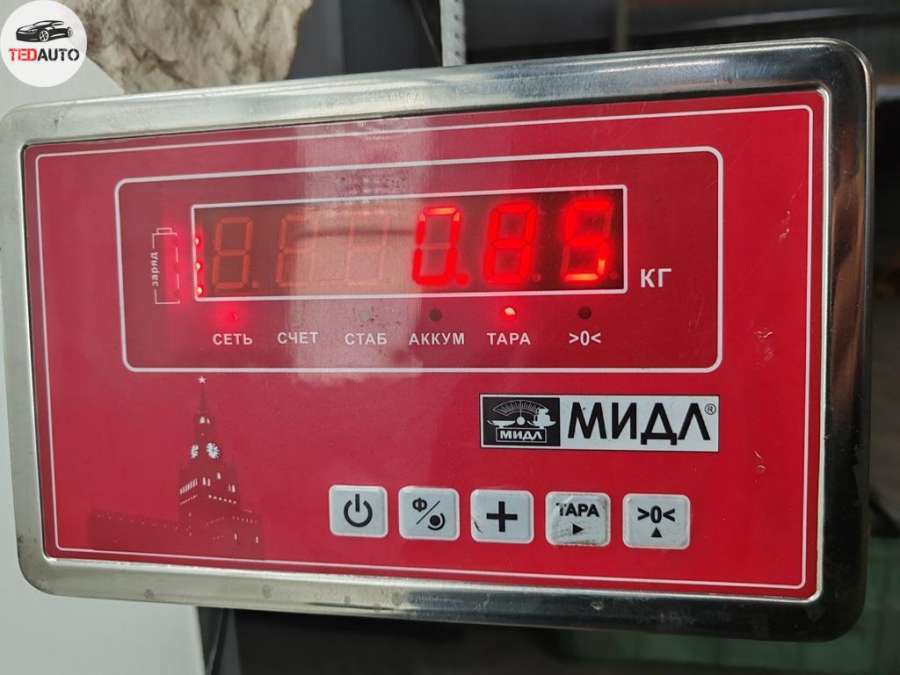 TEDAUTO
заряд
0.85
КГ
СЕТЬ СЧЕТ СТАБ АККУМ ТАРА >0<
МИДЛ МИДЛ®
Ф ТАРА >0<